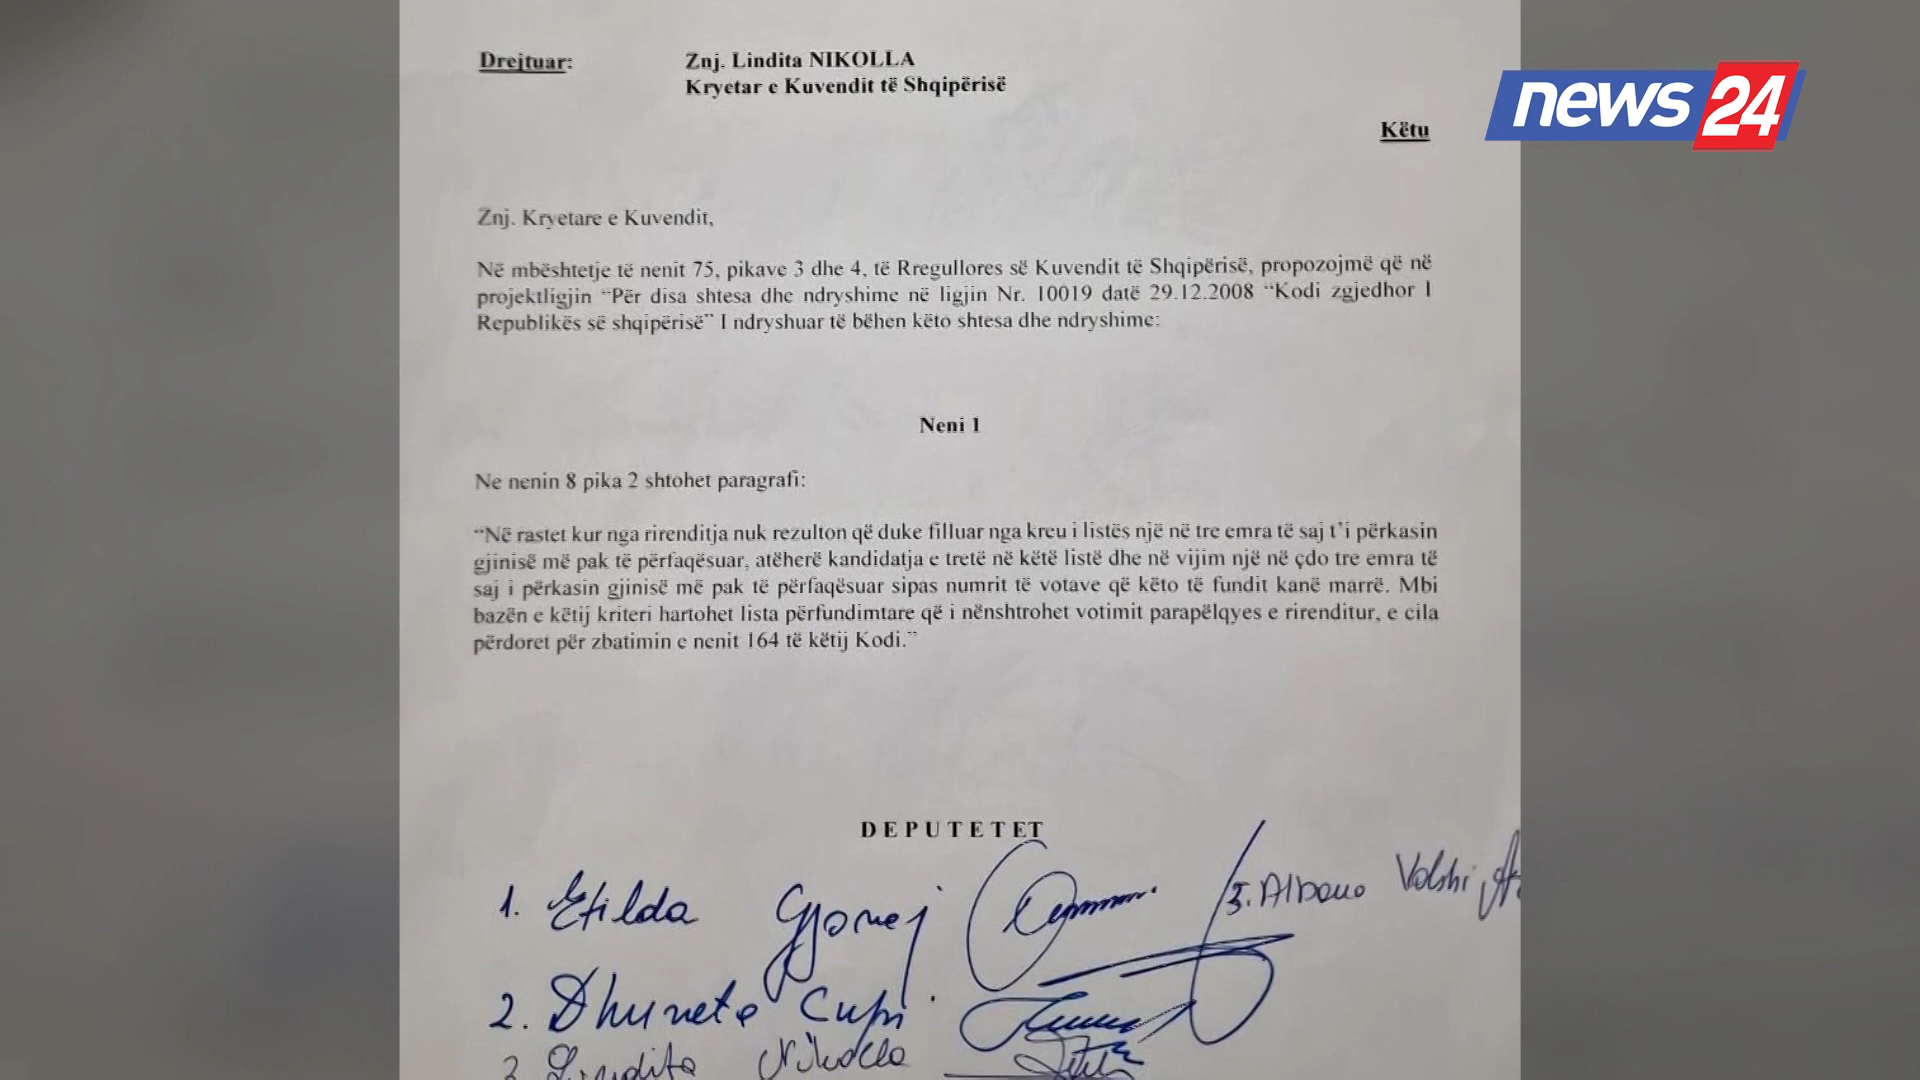 Drejtuar: Znj. Lindita NIKOLLA
Kryetar e Kuvendit të Shqipërisë
news 24
Këtu
Znj. Kryetare e Kuvendit,
Në mbështetje të nenit 75, pikave 3 dhe 4, të Rregullores së Kuvendit të Shqipërisë, propozojmë që në
projektligjin “Për disa shtesa dhe ndryshime në ligjin Nr. 10019 datë 29.12.2008 “Kodi zgjedhor I
Republikës së shqipërisë” I ndryshuar të bëhen këto shtesa dhe ndryshime:
Neni 1
Ne nenin 8 pika 2 shtohet paragrafi:
“Në rastet kur nga rirenditja nuk rezulton që duke filluar nga kreu i listës një në tre emra të saj t’i përkasin
gjinisë më pak të përfaqësuar, atëherë kandidatja e tretë në këtë listë dhe në vijim një në çdo tre emra të
saj i përkasin gjinisë më pak të përfaqësuar sipas numrit të votave që këto të fundit kanë marrë. Mbi
bazën e këtij kriteri hartohet lista përfundimtare që i nënshtrohet votimit parapëlqyes e rirenditur, e cila
përdoret për zbatimin e nenit 164 të këtij Kodi.”
DEPUTETET
1. Etilda Gjonaj
3. Albana Vokshi
2. Dhurata Cupi
3 Lindita Nikolla